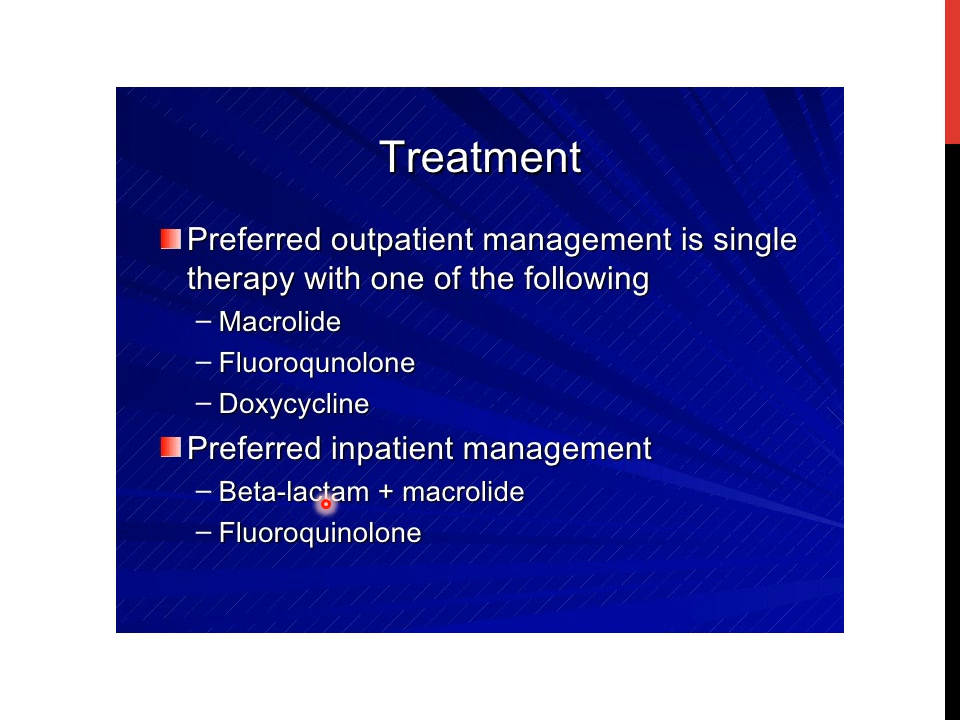 Treatment
Preferred outpatient management is single
therapy with one of the following
– Macrolide
– Fluoroqunolone
– Doxycycline
Preferred inpatient management
– Beta-lactam + macrolide
– Fluoroquinolone